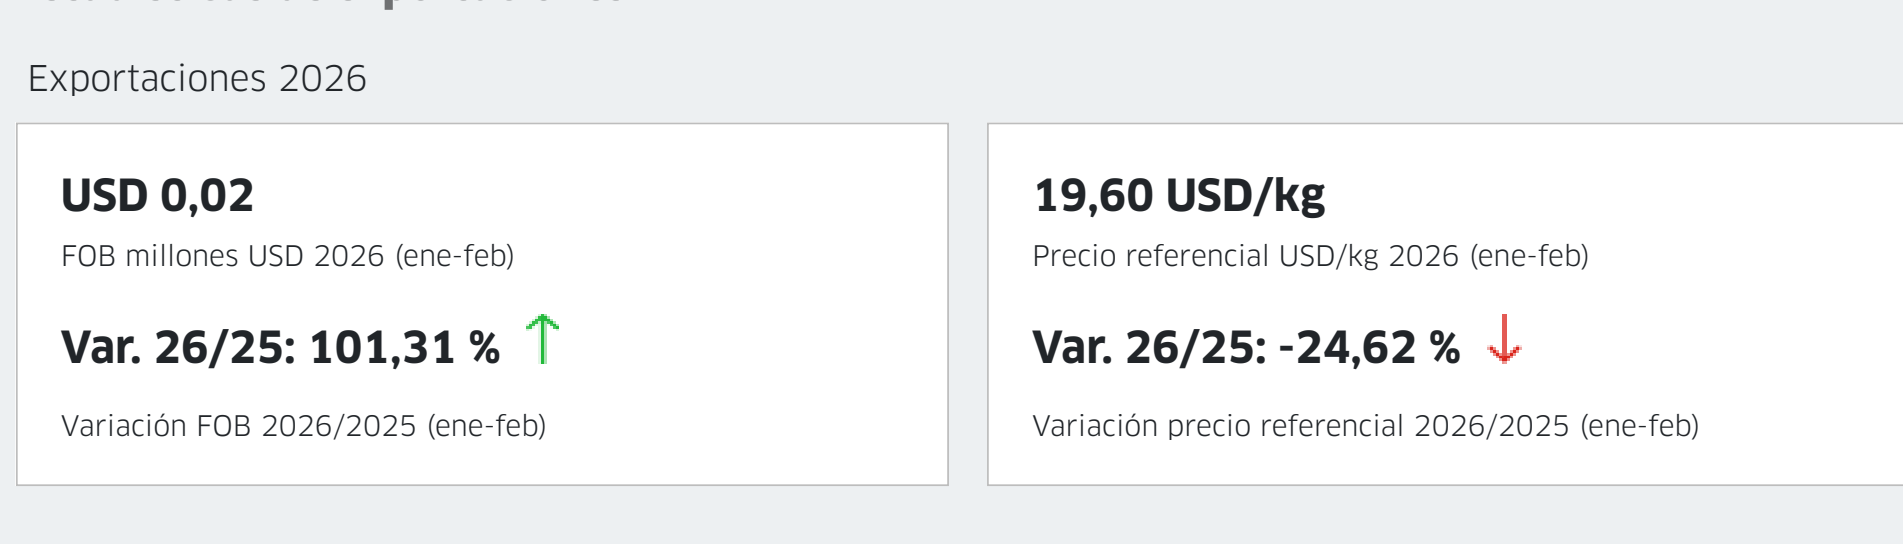 Exportaciones 2026
USD 0,02
FOB millones USD 2026 (ene-feb)
Var. 26/25: 101,31 %
Variación FOB 2026/2025 (ene-feb)
19,60 USD/kg
Precio referencial USD/kg 2026 (ene-feb)
Var. 26/25: -24,62 %
Variación precio referencial 2026/2025 (ene-feb)